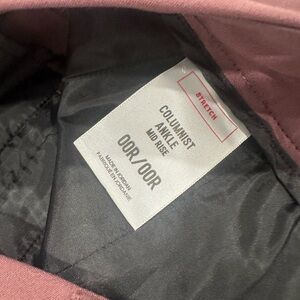 STRETCH
COLUMNIST
ANKLE
MID RISE
00R/00R
MADE IN JORDAN
FABRIQUÉ EN JORDANIE